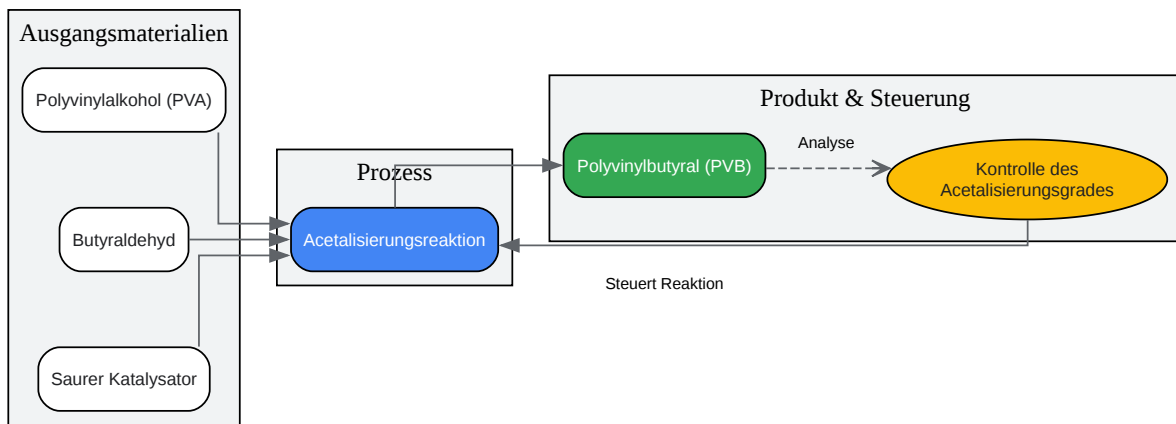 Ausgangsmaterialien
Polyvinylalkohol (PVA)
Butyraldehyd
Saurer Katalysator
Prozess
Acetalisierungsreaktion
Produkt & Steuerung
Polyvinylbutyral (PVB)
Analyse
Kontrolle des
Acetalisierungsgrades
Steuert Reaktion